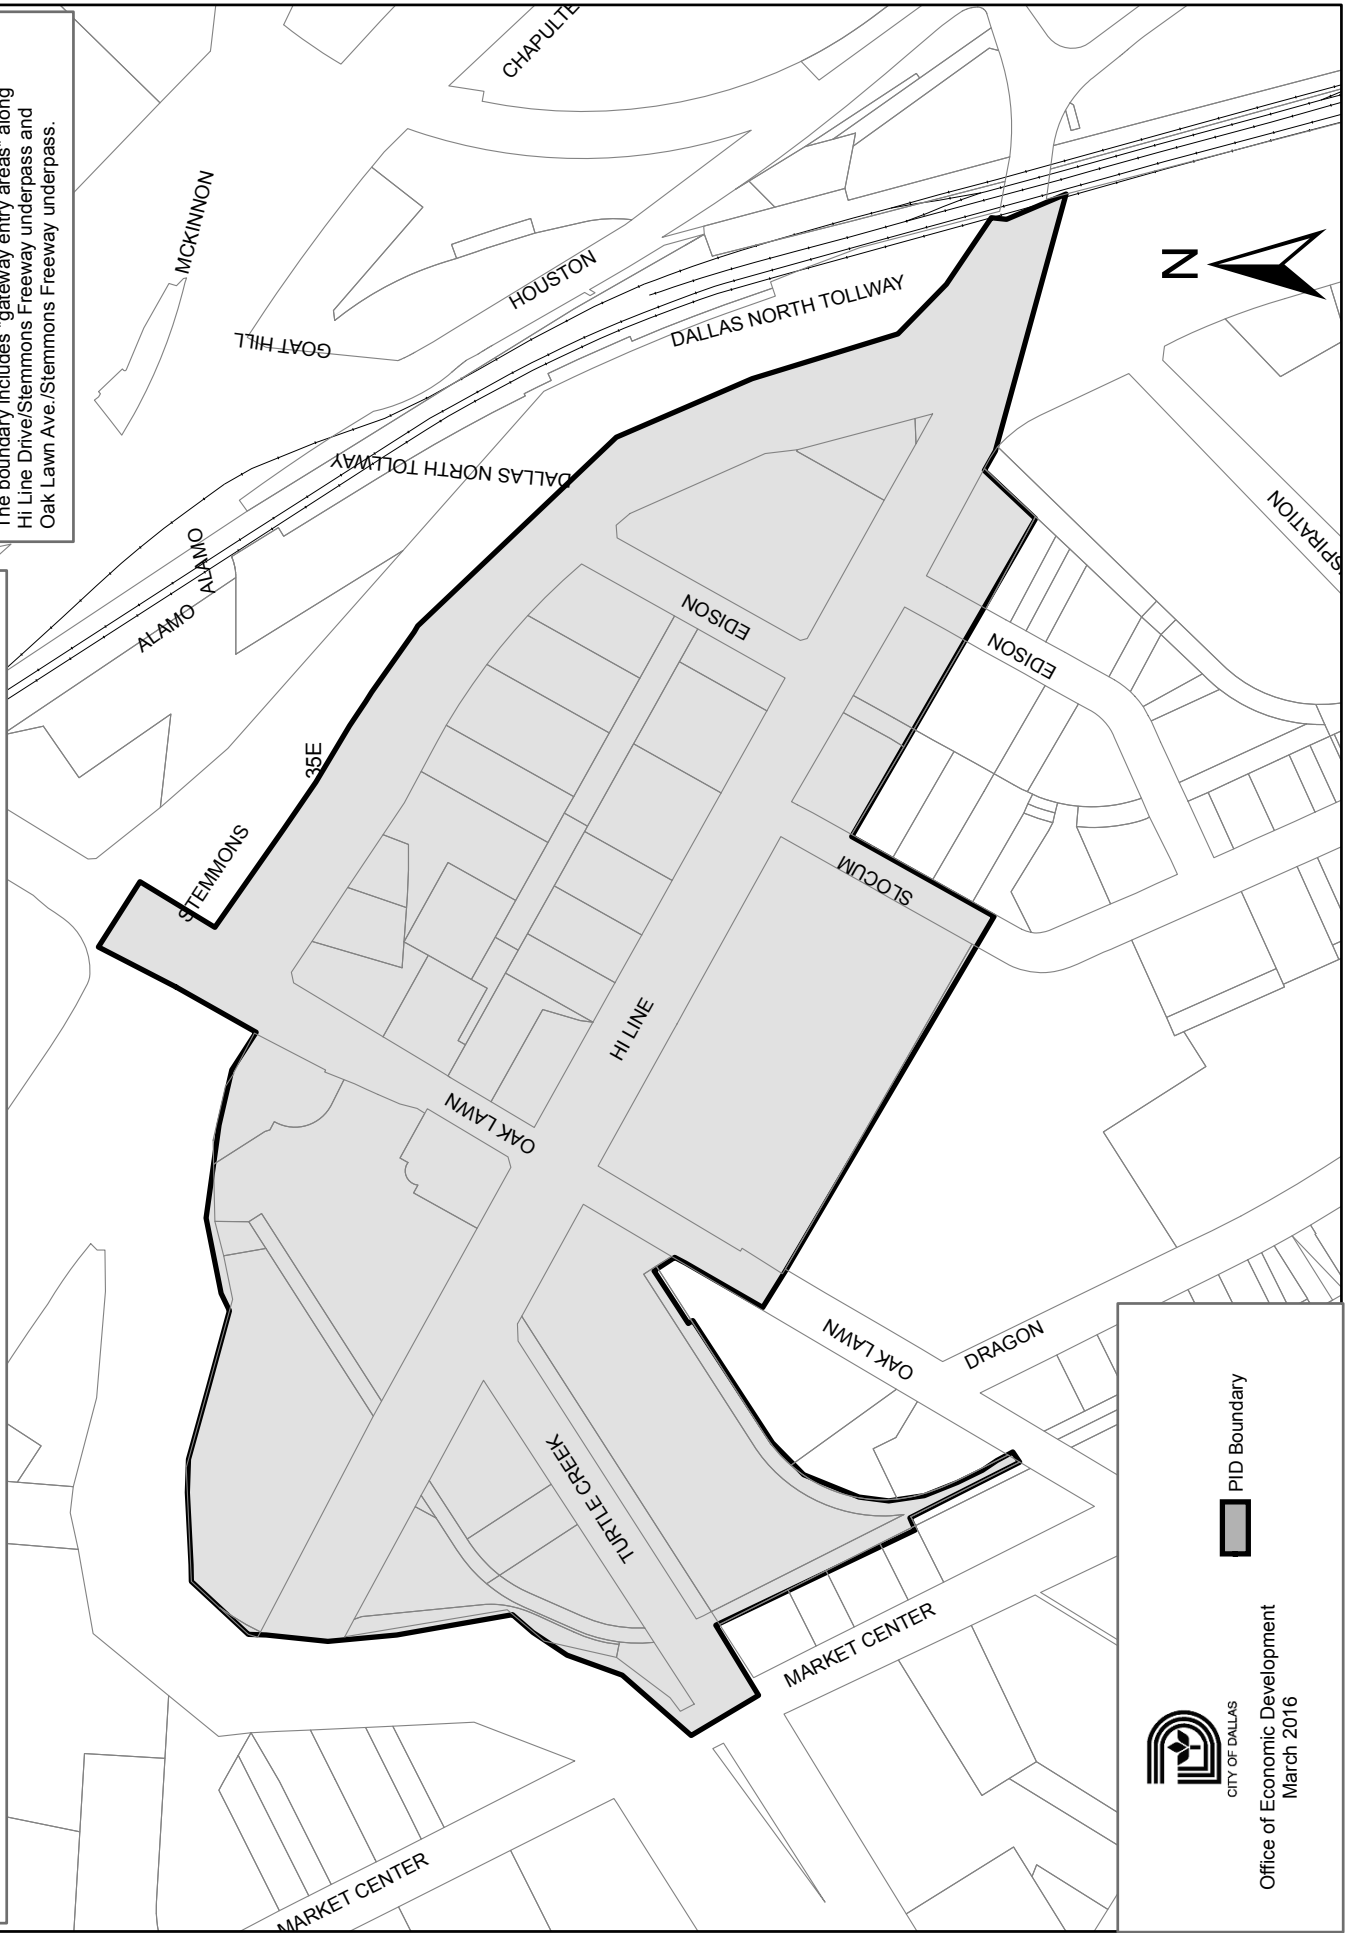 The boundary includes "gateway entry areas" along
Hi Line Drive/Stemmons Freeway underpass and
Oak Lawn Ave./Stemmons Freeway underpass.
CHAPULTE
MCKINNON
GOAT HILL
HOUSTON
DALLAS NORTH TOLLWAY
DALLAS NORTH TOLLWAY
ALAMO
ALAMO
STEMMONS
35E
EDISON
EDISON
SPIRATION
SLOCUM
HI LINE
OAK LAWN
OAK LAWN
DRAGON
TURTLE CREEK
MARKET CENTER
MARKET CENTER
N
PID Boundary
CITY OF DALLAS
Office of Economic Development
March 2016